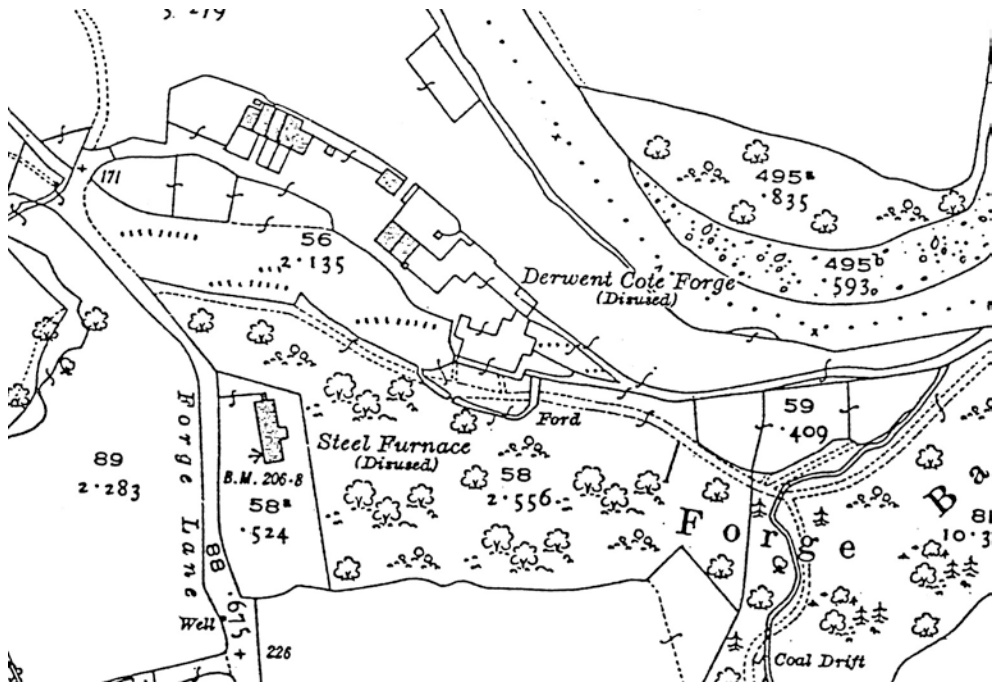 171
56
2·135
495a
·835
495b
·593
Derwent Cote Forge
(Disused)
59
·409
Ford
Steel Furnace
(Disused)
89
2·283
Forge Lane
B.M. 206·8
58a
·524
58
2·556
Forge Ba
10·3
88
·675
Well
226
Coal Drift